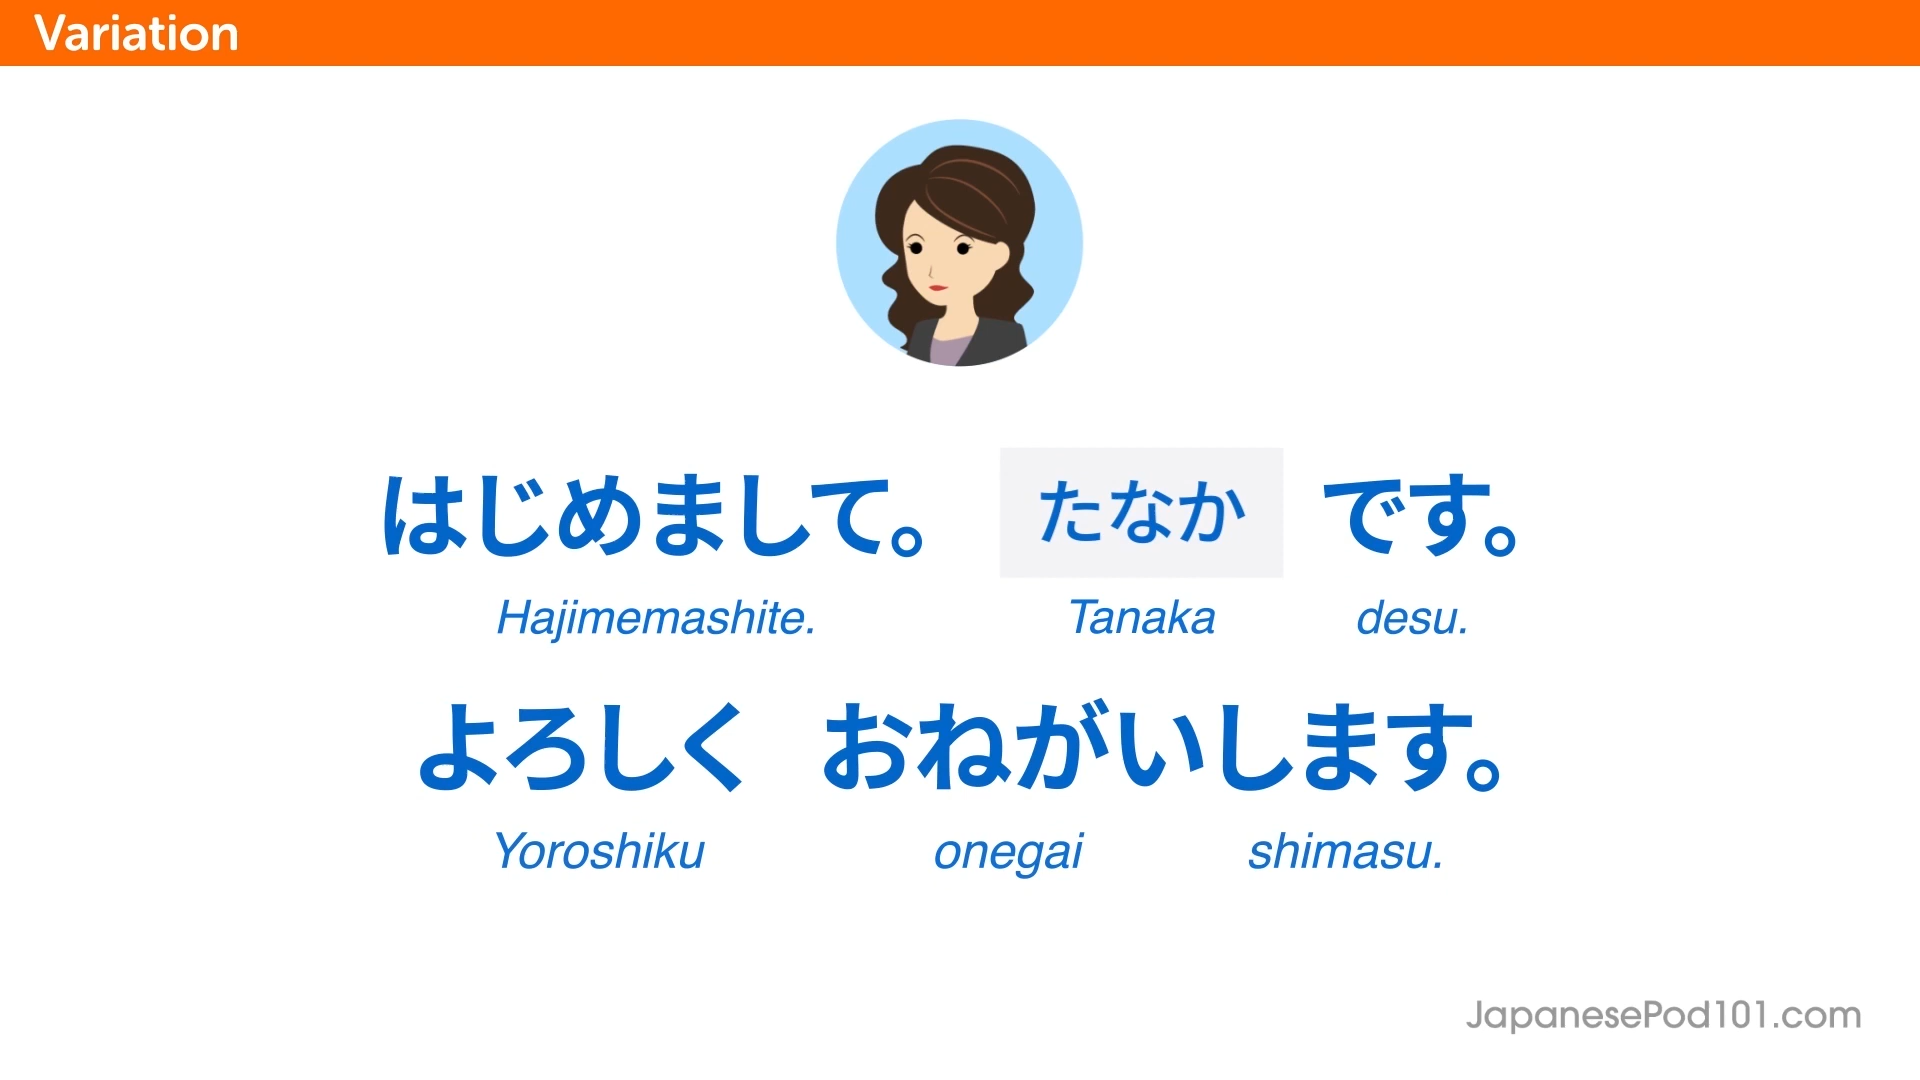 Variation
はじめまして。 たなか です。
Hajimemashite. Tanaka desu.
よろしく おねがいします。
Yoroshiku onegai shimasu.
JapanesePod101.com